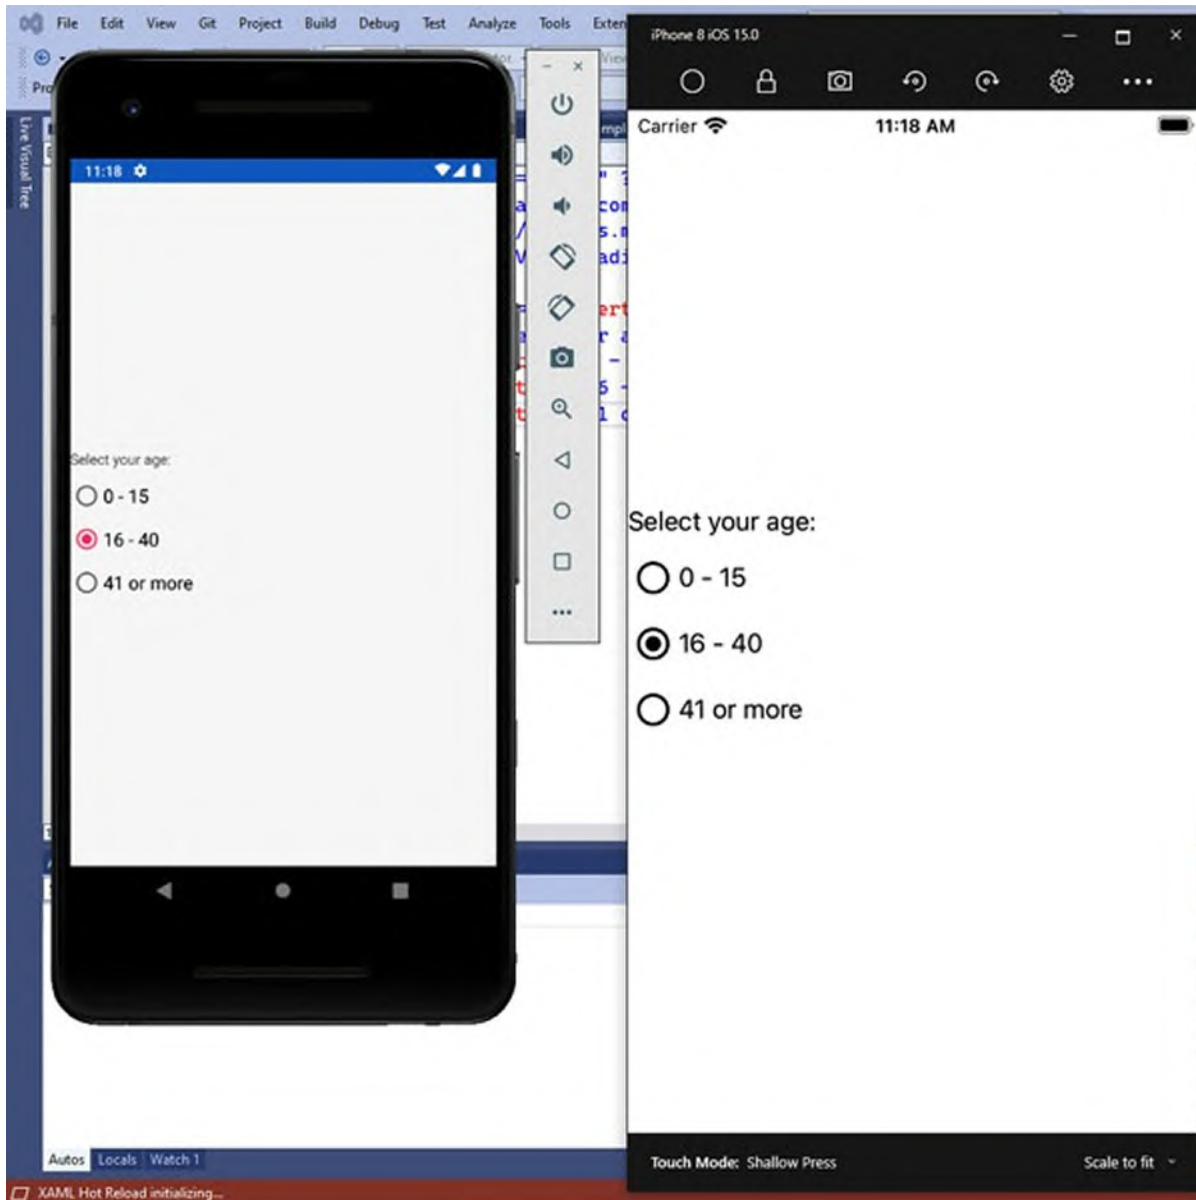 File Edit View Git Project Build Debug Test Analyze Tools Exten
iPhone 8 iOS 15.0
Pro
Live Visual Tree
Carrier 11:18 AM
11:18
Select your age:
0 - 15
16 - 40
41 or more
Select your age:
0 - 15
16 - 40
41 or more
Autos Locals Watch 1
Touch Mode: Shallow Press Scale to fit
XAML Hot Reload initializing...